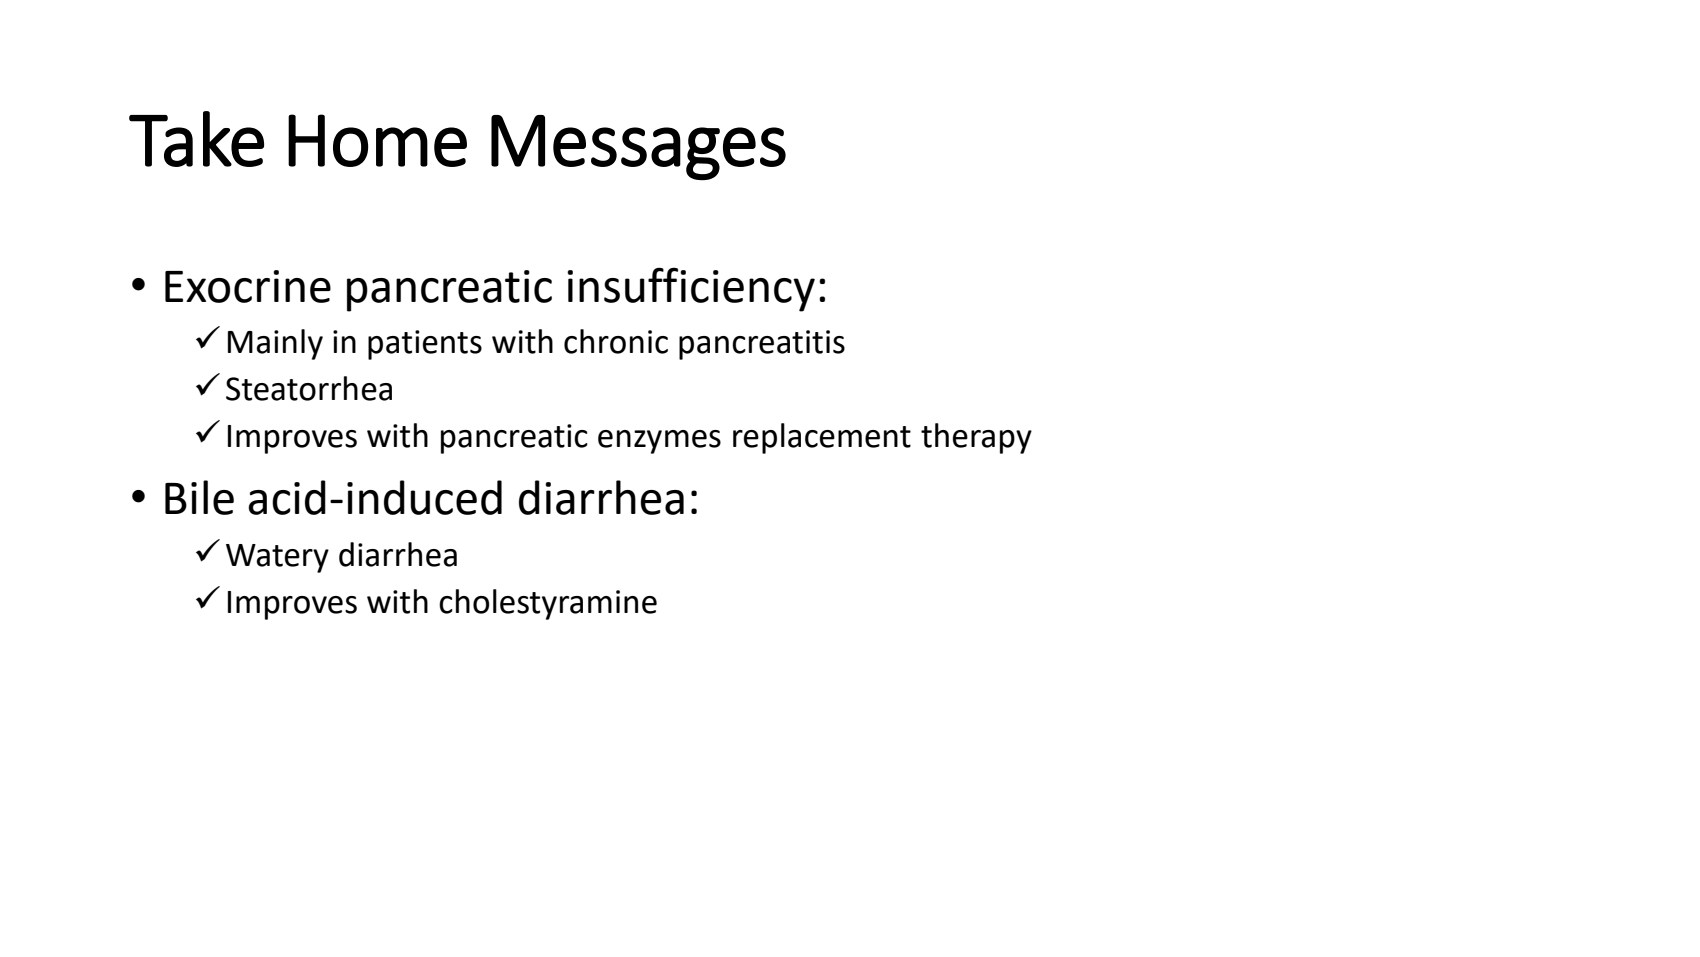 Take Home Messages
• Exocrine pancreatic insufficiency:
✓ Mainly in patients with chronic pancreatitis
✓ Steatorrhea
✓ Improves with pancreatic enzymes replacement therapy
• Bile acid-induced diarrhea:
✓ Watery diarrhea
✓ Improves with cholestyramine